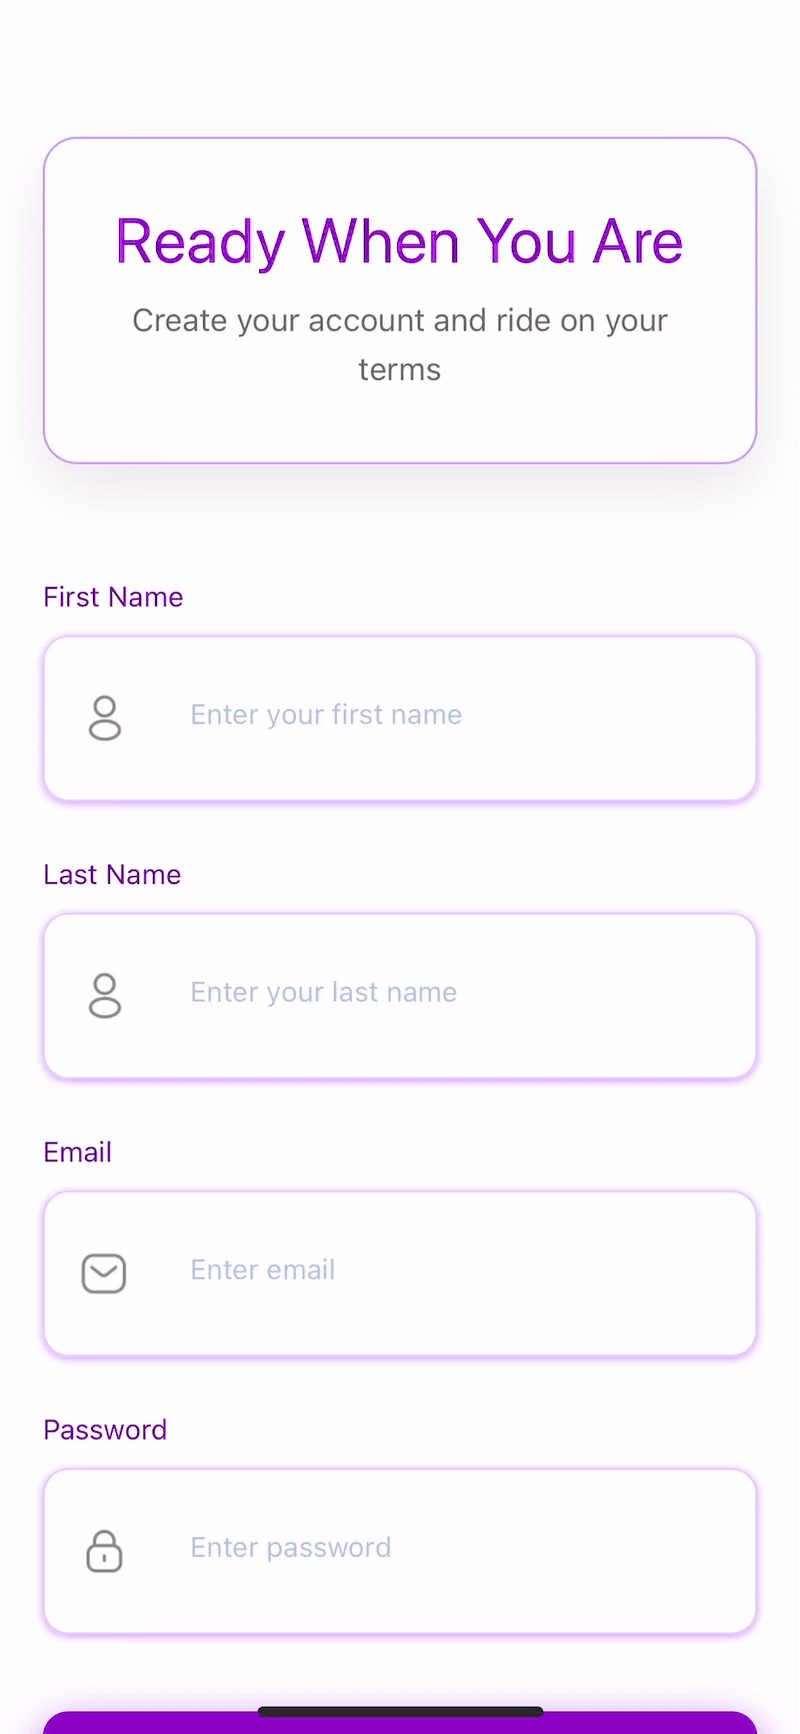 Ready When You Are
Create your account and ride on your
terms
First Name
Enter your first name
Last Name
Enter your last name
Email
Enter email
Password
Enter password